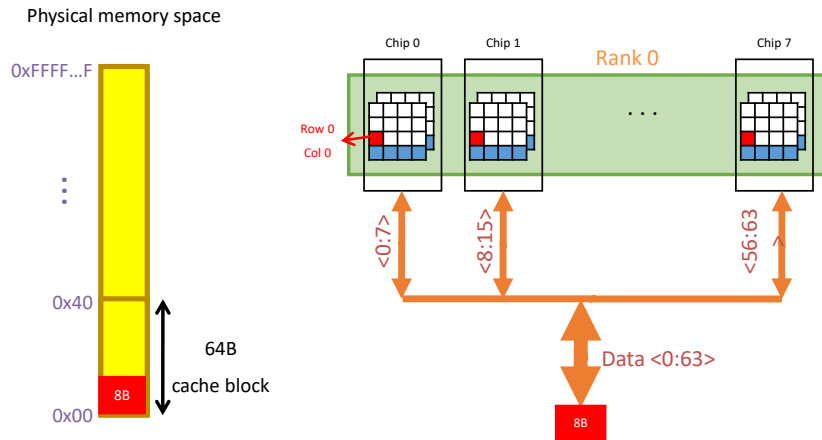 Physical memory space
0xFFFF...F
⋮
0x40
0x00
8B
64B
cache block
Chip 0
Chip 1
Chip 7
Rank 0
. . .
Row 0
Col 0
<0:7>
<8:15>
<56:63
>
Data <0:63>
8B